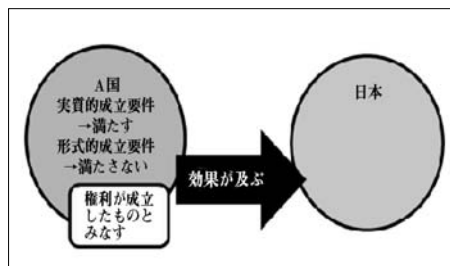 A国
実質的成立要件
→満たす
形式的成立要件
→満たさない
権利が成立
したものと
みなす
効果が及ぶ
日本